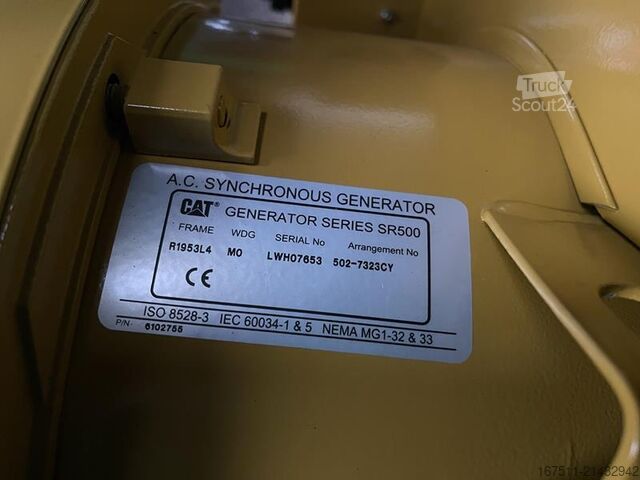 Truck
Scout24
A.C. SYNCHRONOUS GENERATOR
CAT® GENERATOR SERIES SR500
FRAME WDG SERIAL No Arrangement No
R1953L4 M0 LWH07653 502-7323CY
CE
ISO 8528-3 IEC 60034-1 & 5 NEMA MG1-32 & 33
P/N- 6102755
167511-21432942